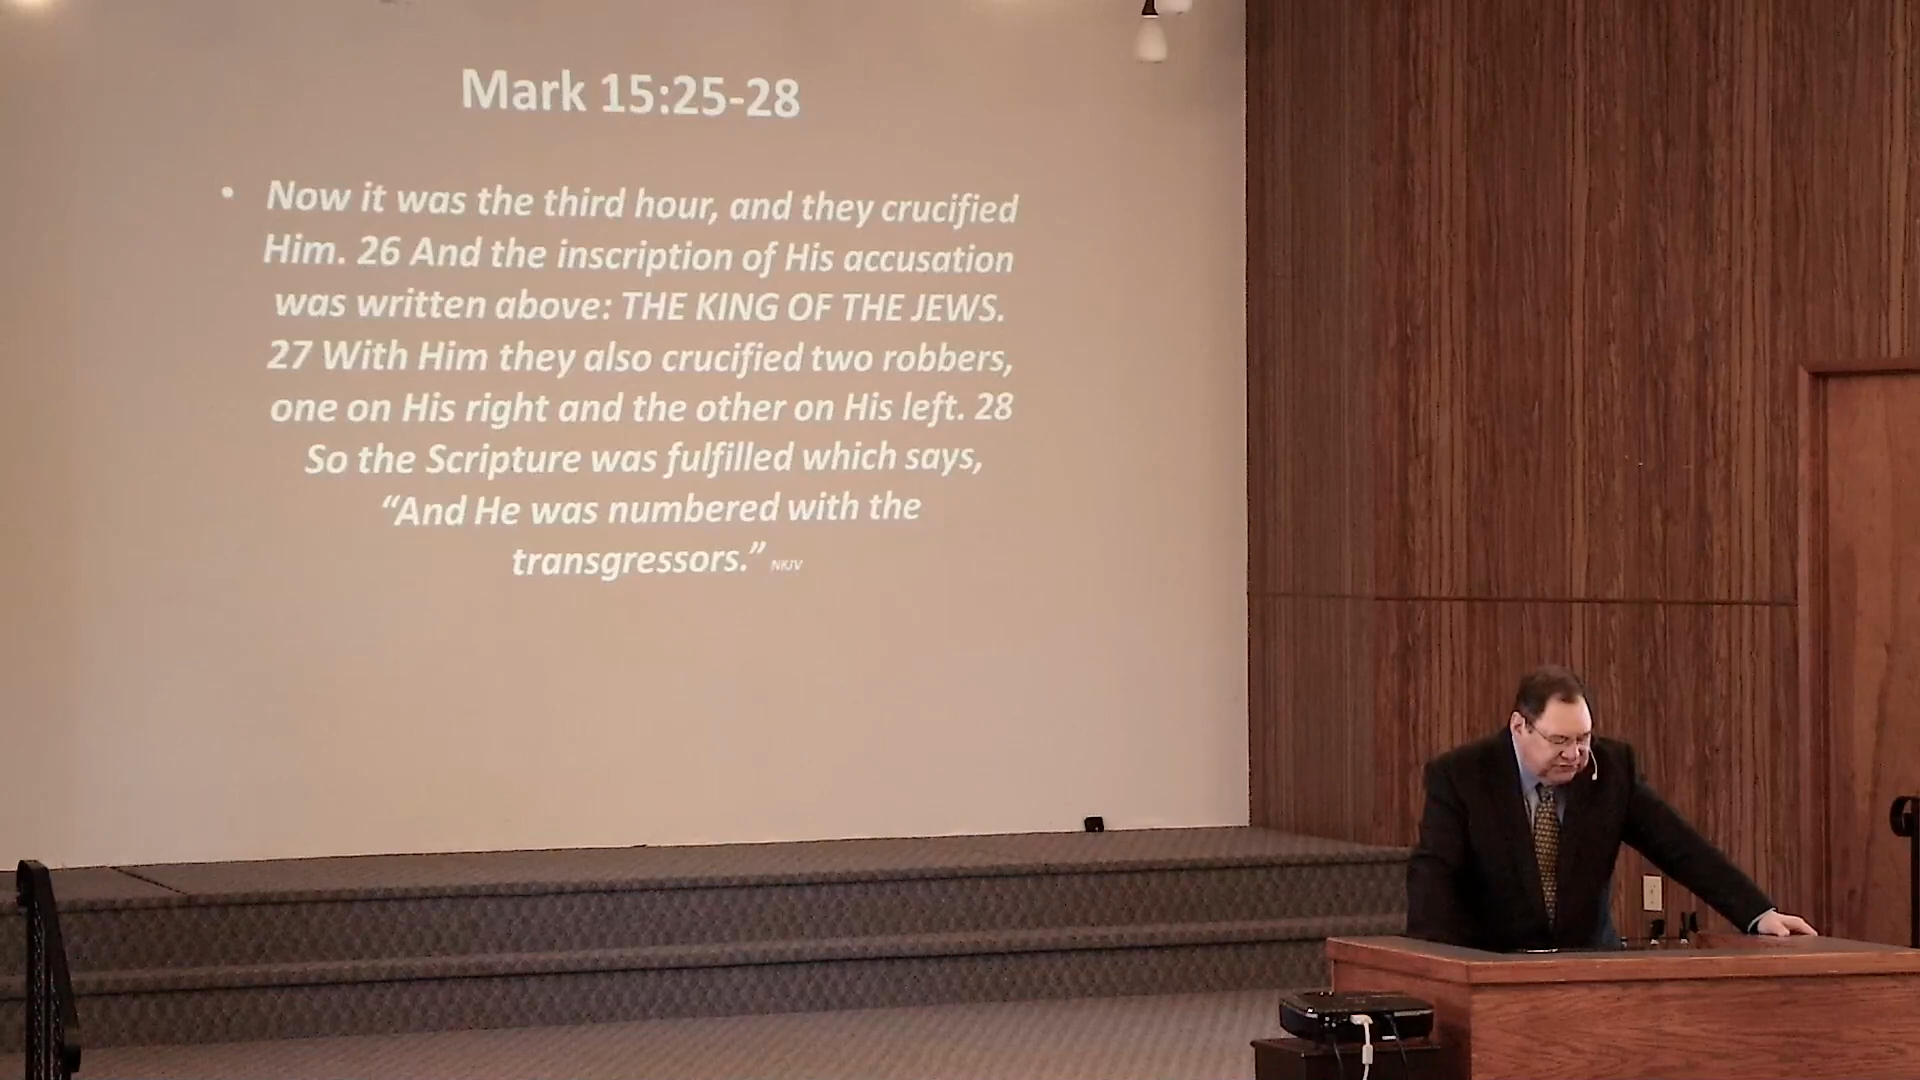 Mark 15:25-28
• Now it was the third hour, and they crucified
Him. 26 And the inscription of His accusation
was written above: THE KING OF THE JEWS.
27 With Him they also crucified two robbers,
one on His right and the other on His left. 28
So the Scripture was fulfilled which says,
“And He was numbered with the
transgressors.” NKJV